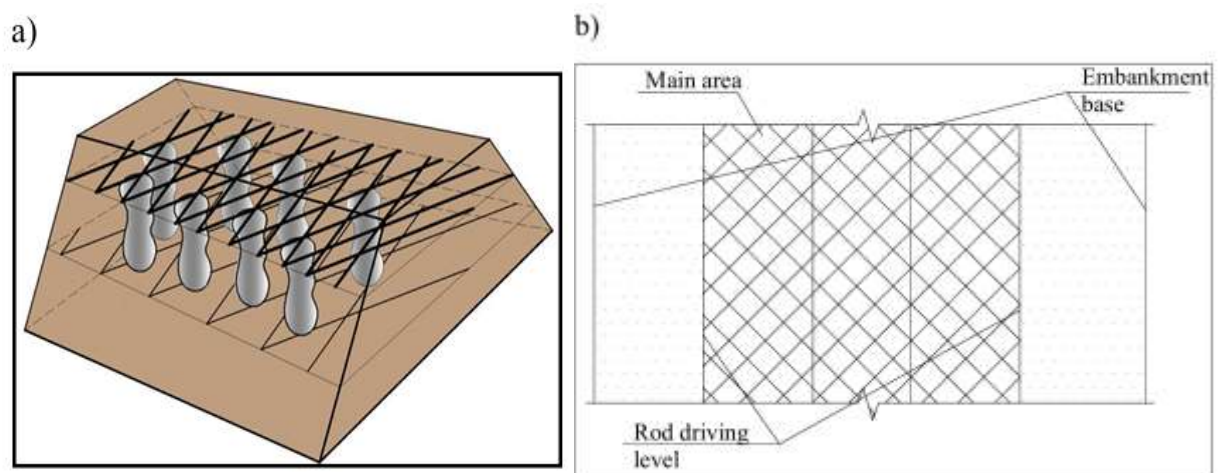 a)
b)
Main area
Embankment
base
Rod driving
level